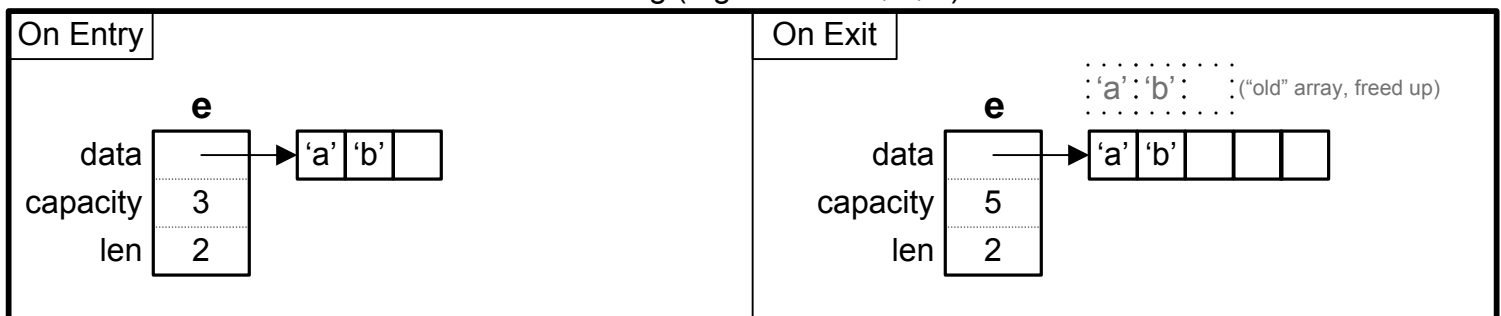 On Entry
e
data ‘a’ ‘b’
capacity 3
len 2
On Exit
‘a’ ‘b’ (“old” array, freed up)
e
data ‘a’ ‘b’
capacity 5
len 2